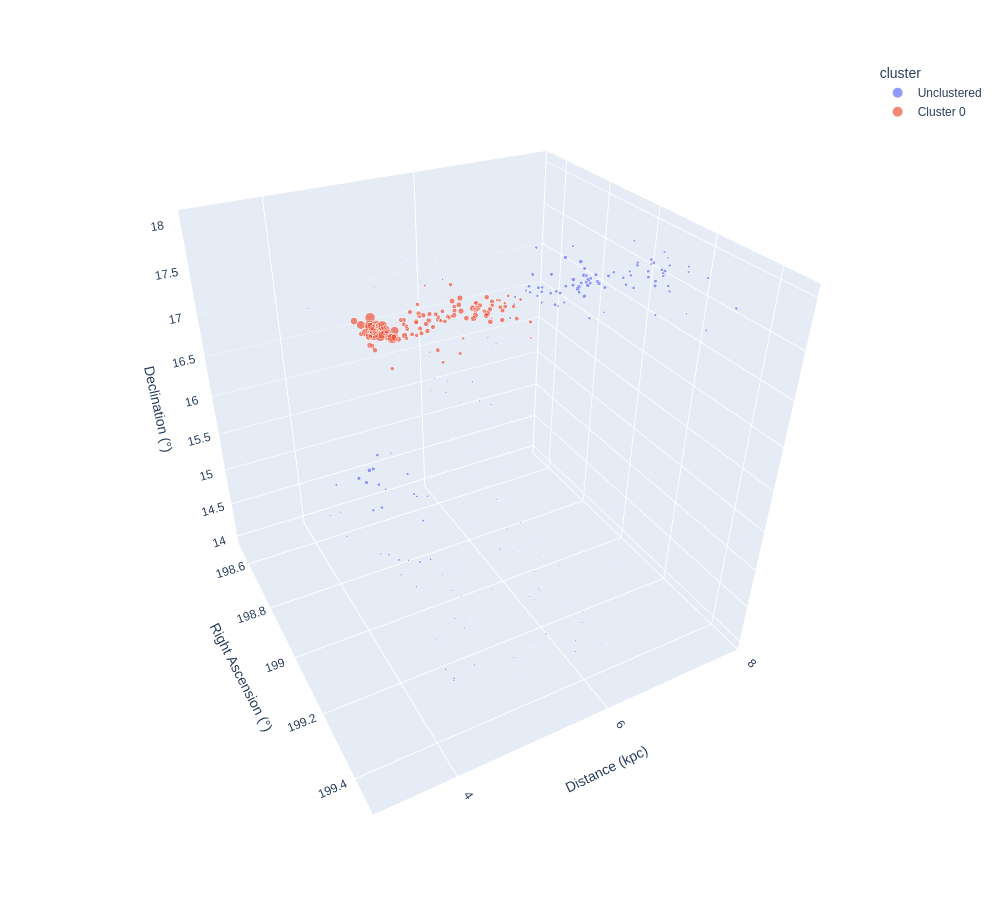 cluster
Unclustered
Cluster 0
18
17.5
17
16.5
16
15.5
15
14.5
14
Declination (°)
198.6
198.8
199
199.2
199.4
Right Ascension (°)
4
6
8
Distance (kpc)